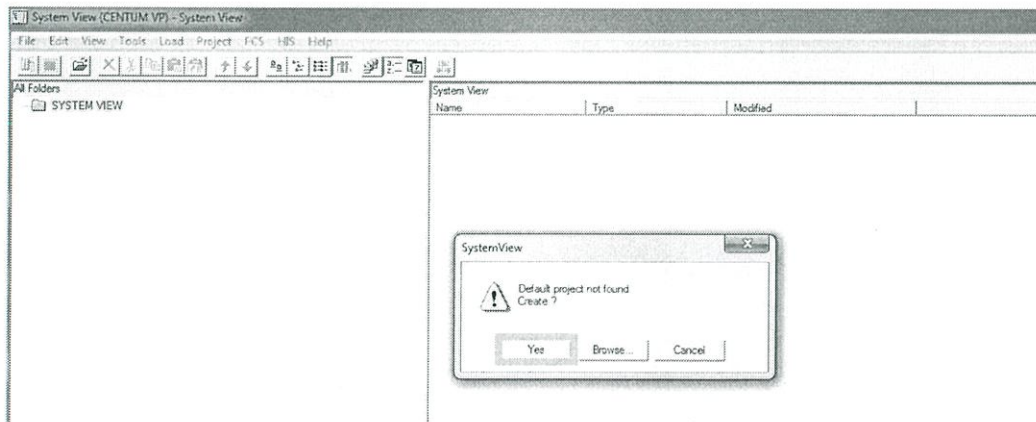 System View (CENTUM VP) - System View
File Edit View Tools Load Project FCS HIS Help
All Folders
SYSTEM VIEW
System View
Name Type Modified
SystemView
Default project not found
Create ?
Yes Browse... Cancel